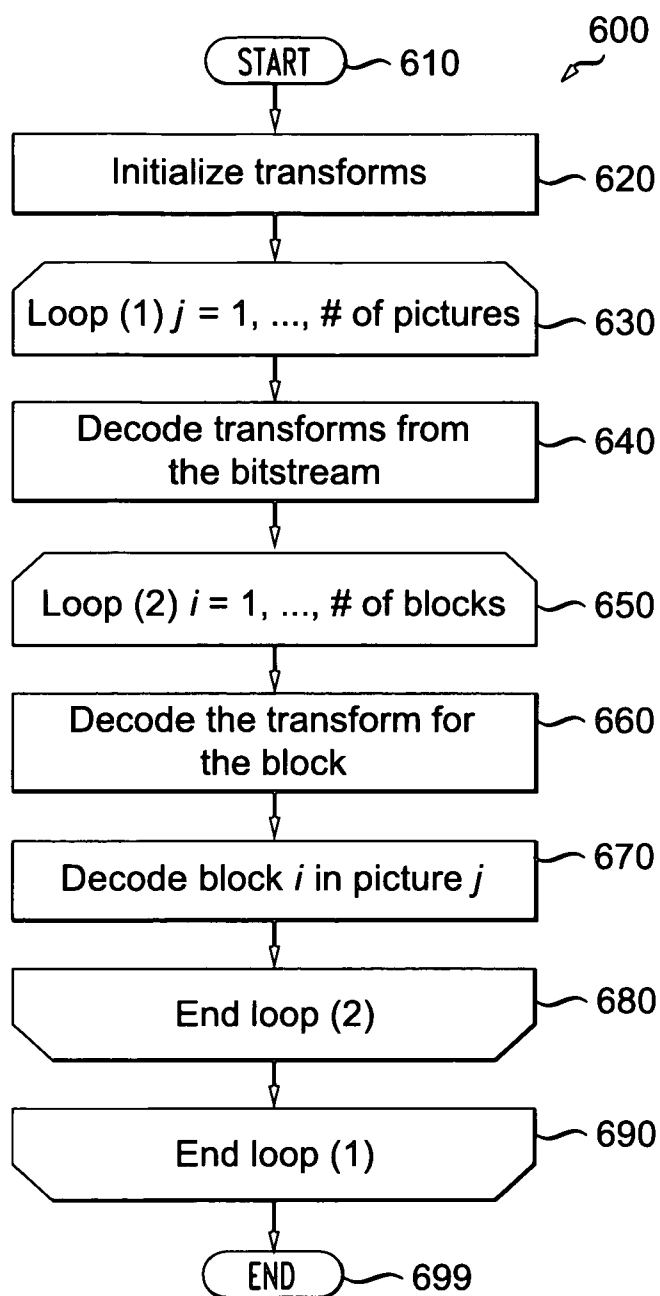 600
START 610
Initialize transforms 620
Loop (1) j = 1, ..., # of pictures 630
Decode transforms from
the bitstream 640
Loop (2) i = 1, ..., # of blocks 650
Decode the transform for
the block 660
Decode block i in picture j 670
End loop (2) 680
End loop (1) 690
END 699